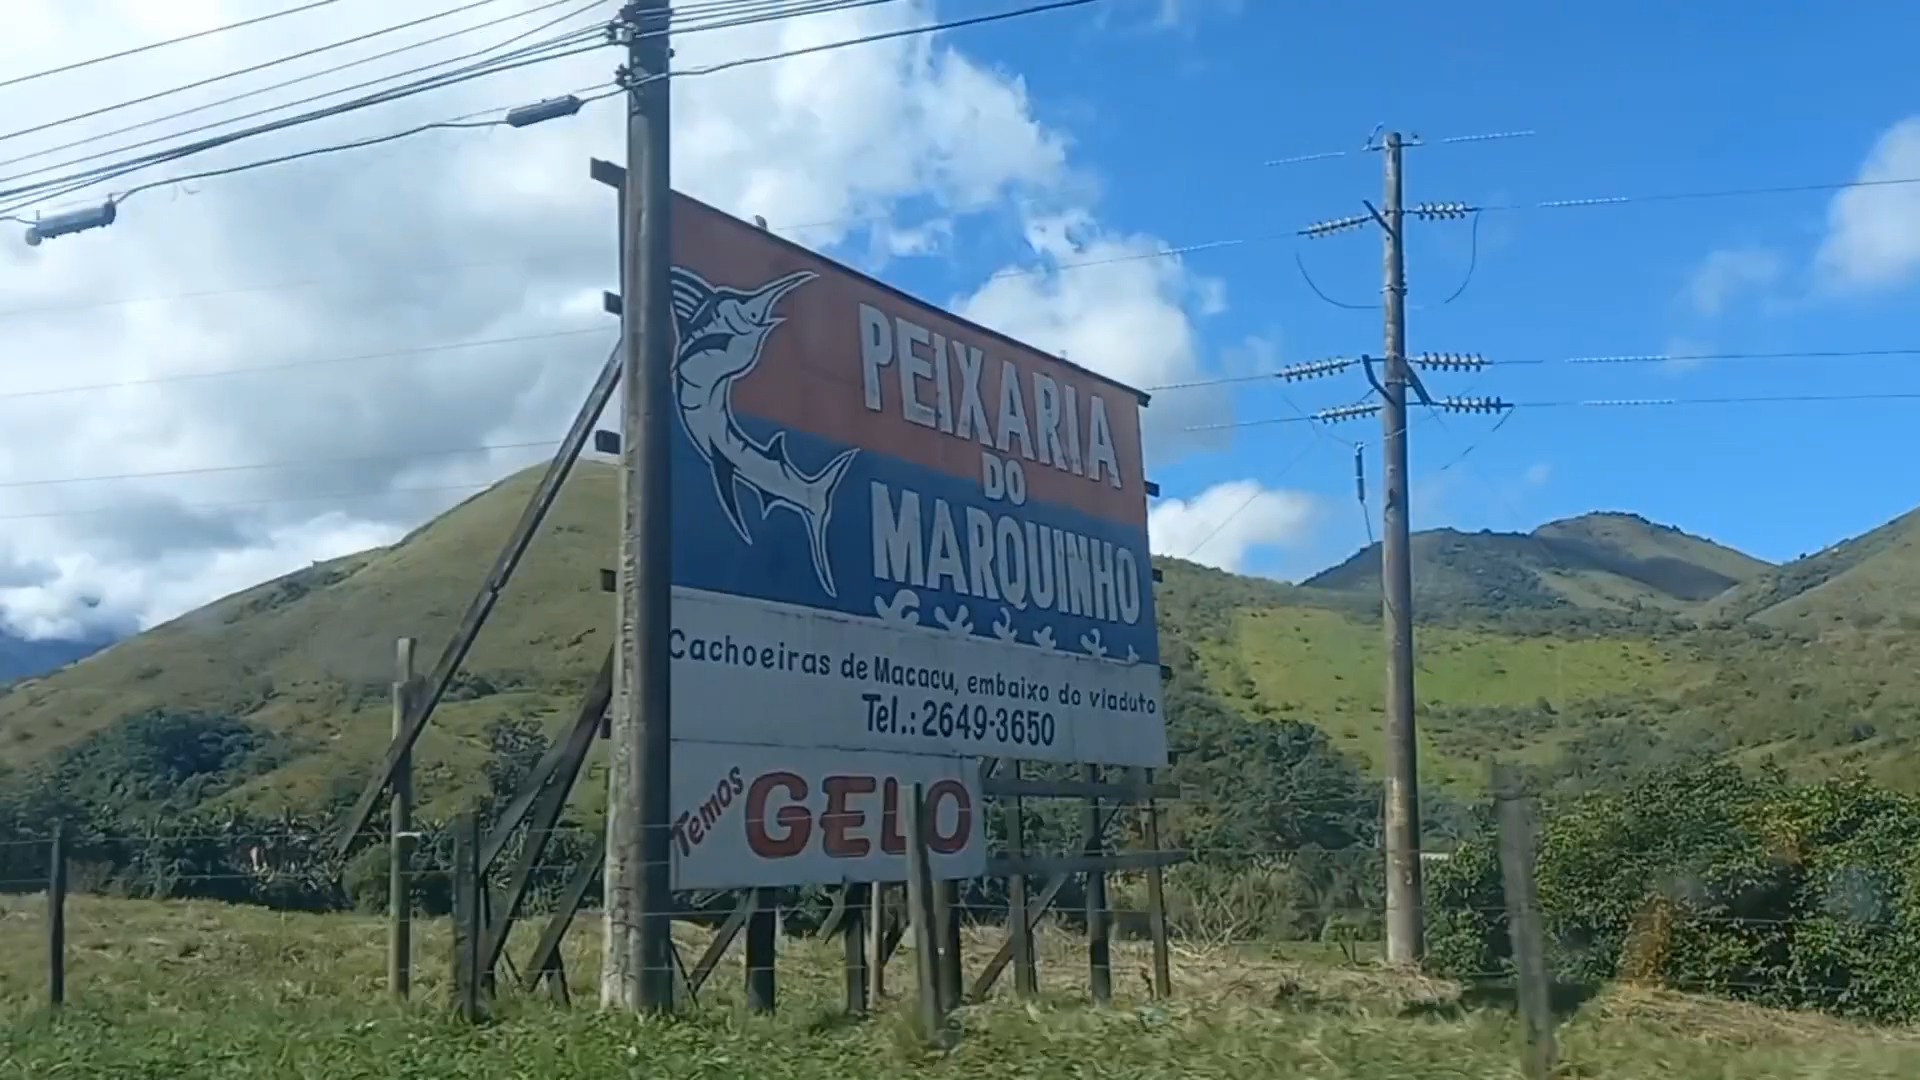 PEIXARIA
DO
MARQUINHO
Cachoeiras de Macacu, embaixo do viaduto
Tel.: 2649-3650
Temos GELO